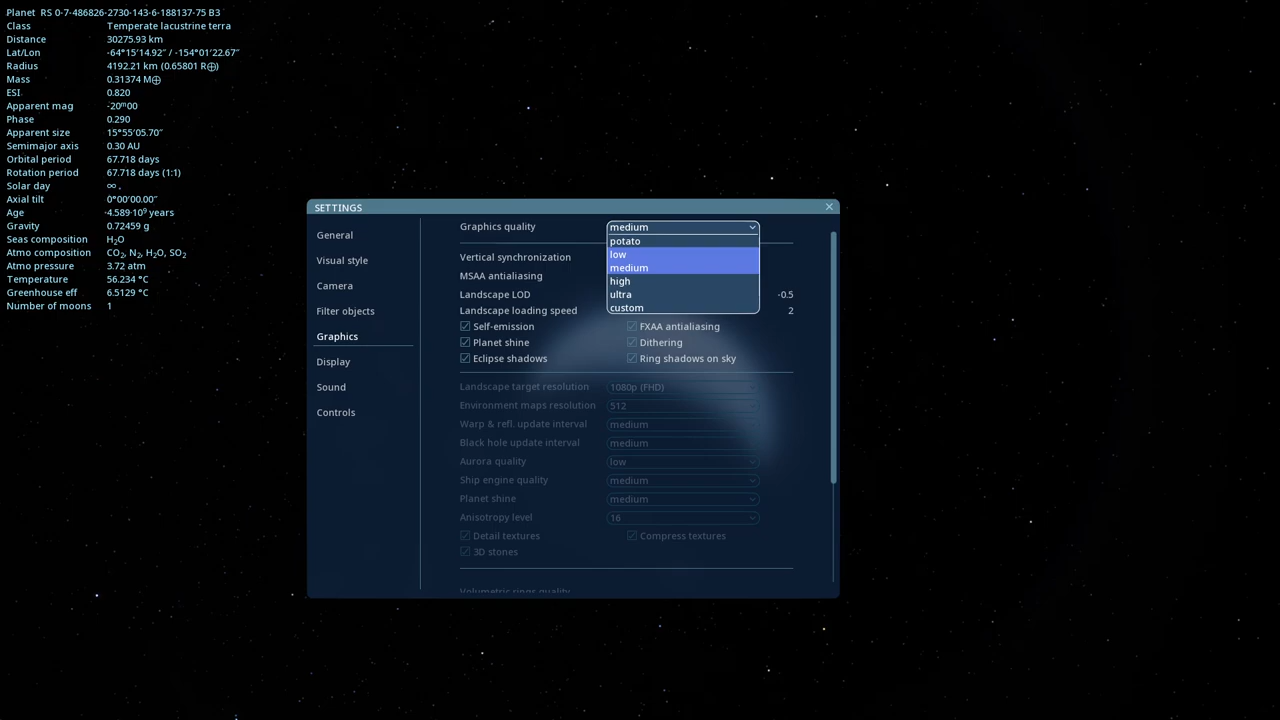 Planet RS 0-7-486826-2730-143-6-188137-75 B3
Class Temperate lacustrine terra
Distance 30275.93 km
Lat/Lon -64°15′14.92″ / -154°01′22.67″
Radius 4192.21 km (0.65801 R⊕)
Mass 0.31374 M⊕
ESI 0.820
Apparent mag -20ᵐ00
Phase 0.290
Apparent size 15°55′05.70″
Semimajor axis 0.30 AU
Orbital period 67.718 days
Rotation period 67.718 days (1:1)
Solar day ∞ .
Axial tilt 0°00′00.00″
Age 4.589·10⁹ years
Gravity 0.72459 g
Seas composition H₂O
Atmo composition CO₂, N₂, H₂O, SO₂
Atmo pressure 3.72 atm
Temperature 56.234 °C
Greenhouse eff 6.5129 °C
Number of moons 1
SETTINGS
General
Visual style
Camera
Filter objects
Graphics
Display
Sound
Controls
Graphics quality medium
potato
low
medium
high
ultra
custom
Vertical synchronization
MSAA antialiasing
Landscape LOD -0.5
Landscape loading speed 2
Self-emission FXAA antialiasing
Planet shine Dithering
Eclipse shadows Ring shadows on sky
Landscape target resolution 1080p (FHD)
Environment maps resolution 512
Warp & refl. update interval medium
Black hole update interval medium
Aurora quality low
Ship engine quality medium
Planet shine medium
Anisotropy level 16
Detail textures Compress textures
3D stones
Volumetric rings quality